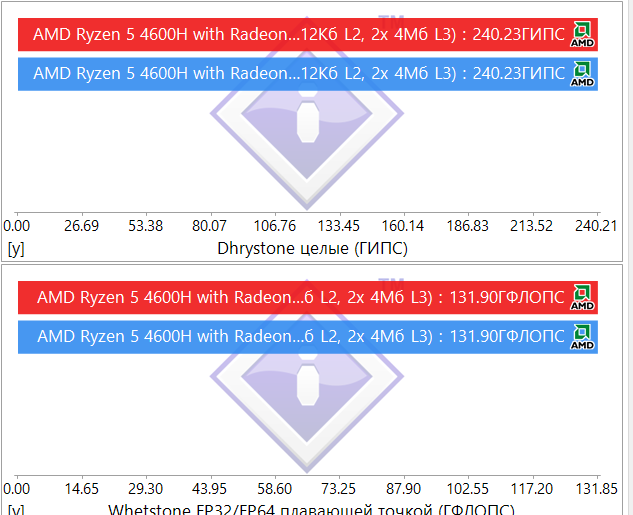 AMD Ryzen 5 4600H with Radeon...12Кб L2, 2x 4Мб L3) : 240.23ГИПС AMD
AMD Ryzen 5 4600H with Radeon...12Кб L2, 2x 4Мб L3) : 240.23ГИПС AMD
0.00 26.69 53.38 80.07 106.76 133.45 160.14 186.83 213.52 240.21
[y] Dhrystone целые (ГИПС)
TM
AMD Ryzen 5 4600H with Radeon...б L2, 2x 4Мб L3) : 131.90ГФЛОПС AMD
AMD Ryzen 5 4600H with Radeon...б L2, 2x 4Мб L3) : 131.90ГФЛОПС AMD
0.00 14.65 29.30 43.95 58.60 73.25 87.90 102.55 117.20 131.85
[y] Whetstone FP32/FP64 плавающей точкой (ГФЛОПС)